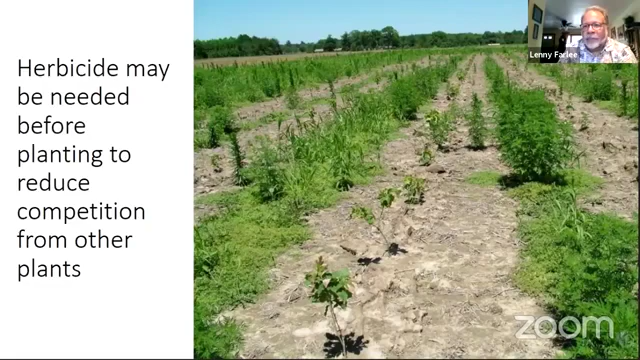 Herbicide may
be needed
before
planting to
reduce
competition
from other
plants
Lenny Farlee
zoom